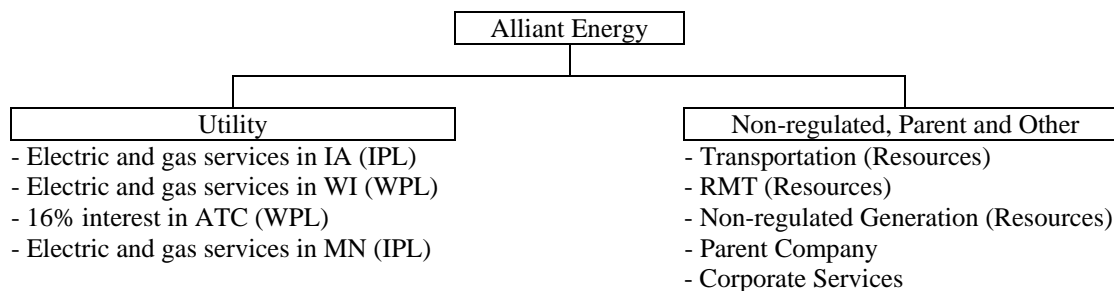 Alliant Energy
Utility
- Electric and gas services in IA (IPL)
- Electric and gas services in WI (WPL)
- 16% interest in ATC (WPL)
- Electric and gas services in MN (IPL)
Non-regulated, Parent and Other
- Transportation (Resources)
- RMT (Resources)
- Non-regulated Generation (Resources)
- Parent Company
- Corporate Services